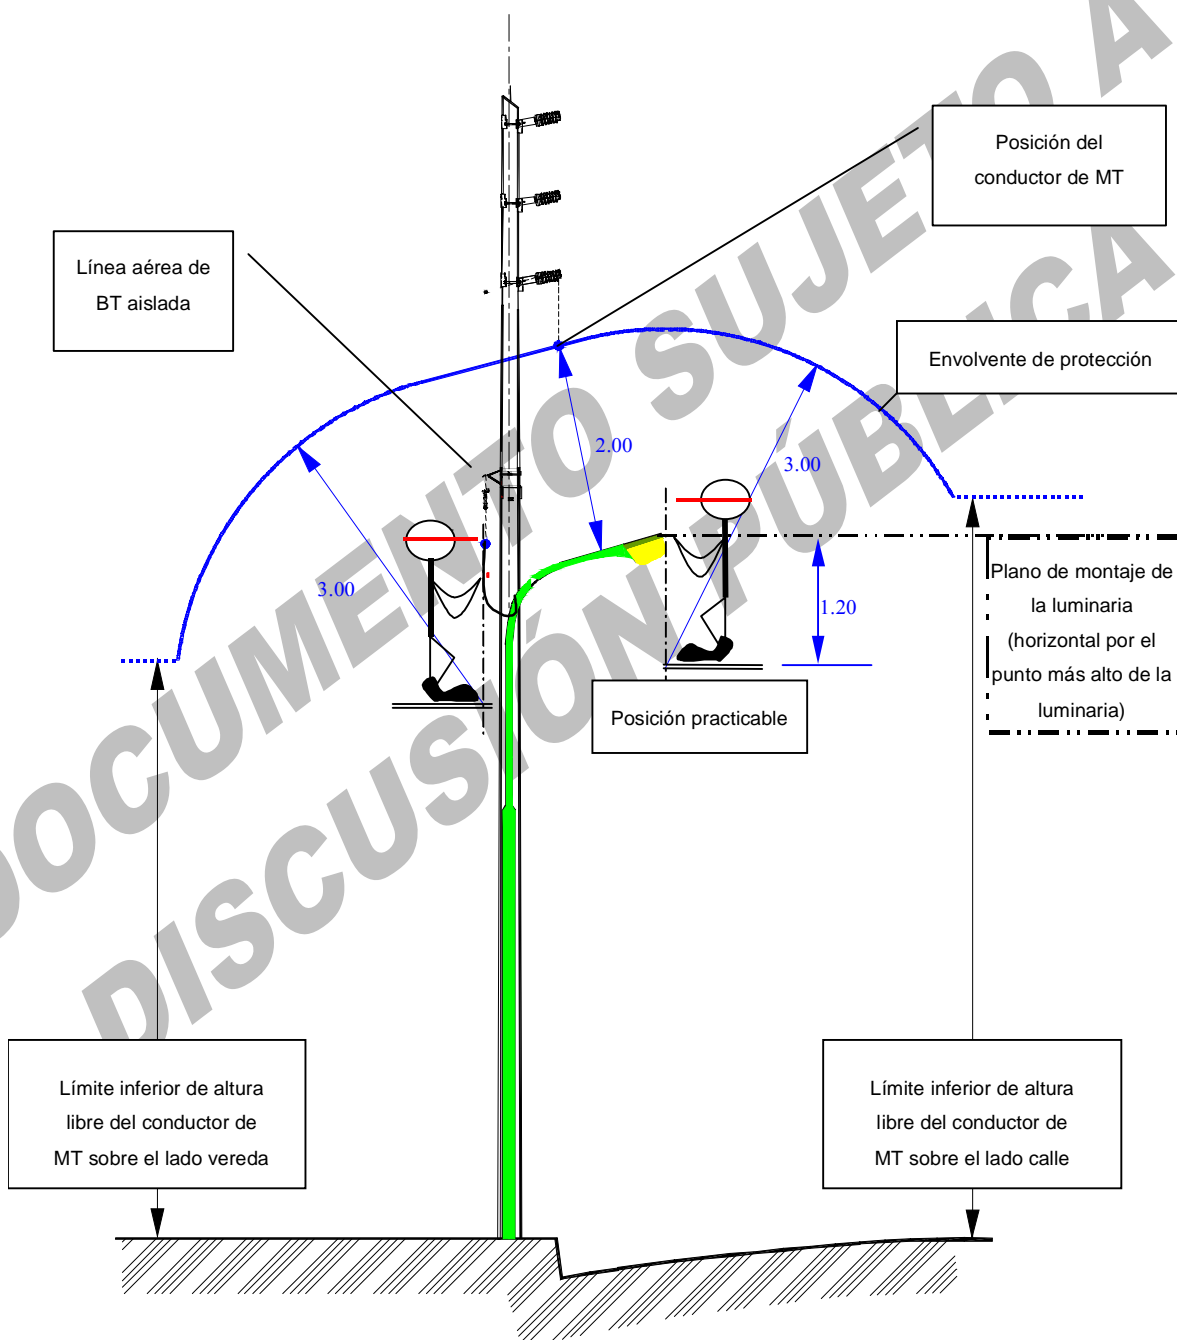 Posición del
conductor de MT
Línea aérea de
BT aislada
Envolvente de protección
2.00
3.00
3.00
1.20
Plano de montaje de
la luminaria
(horizontal por el
punto más alto de la
luminaria)
Posición practicable
Límite inferior de altura
libre del conductor de
MT sobre el lado vereda
Límite inferior de altura
libre del conductor de
MT sobre el lado calle
DOCUMENTO SUJETO A
DISCUSIÓN PÚBLICA